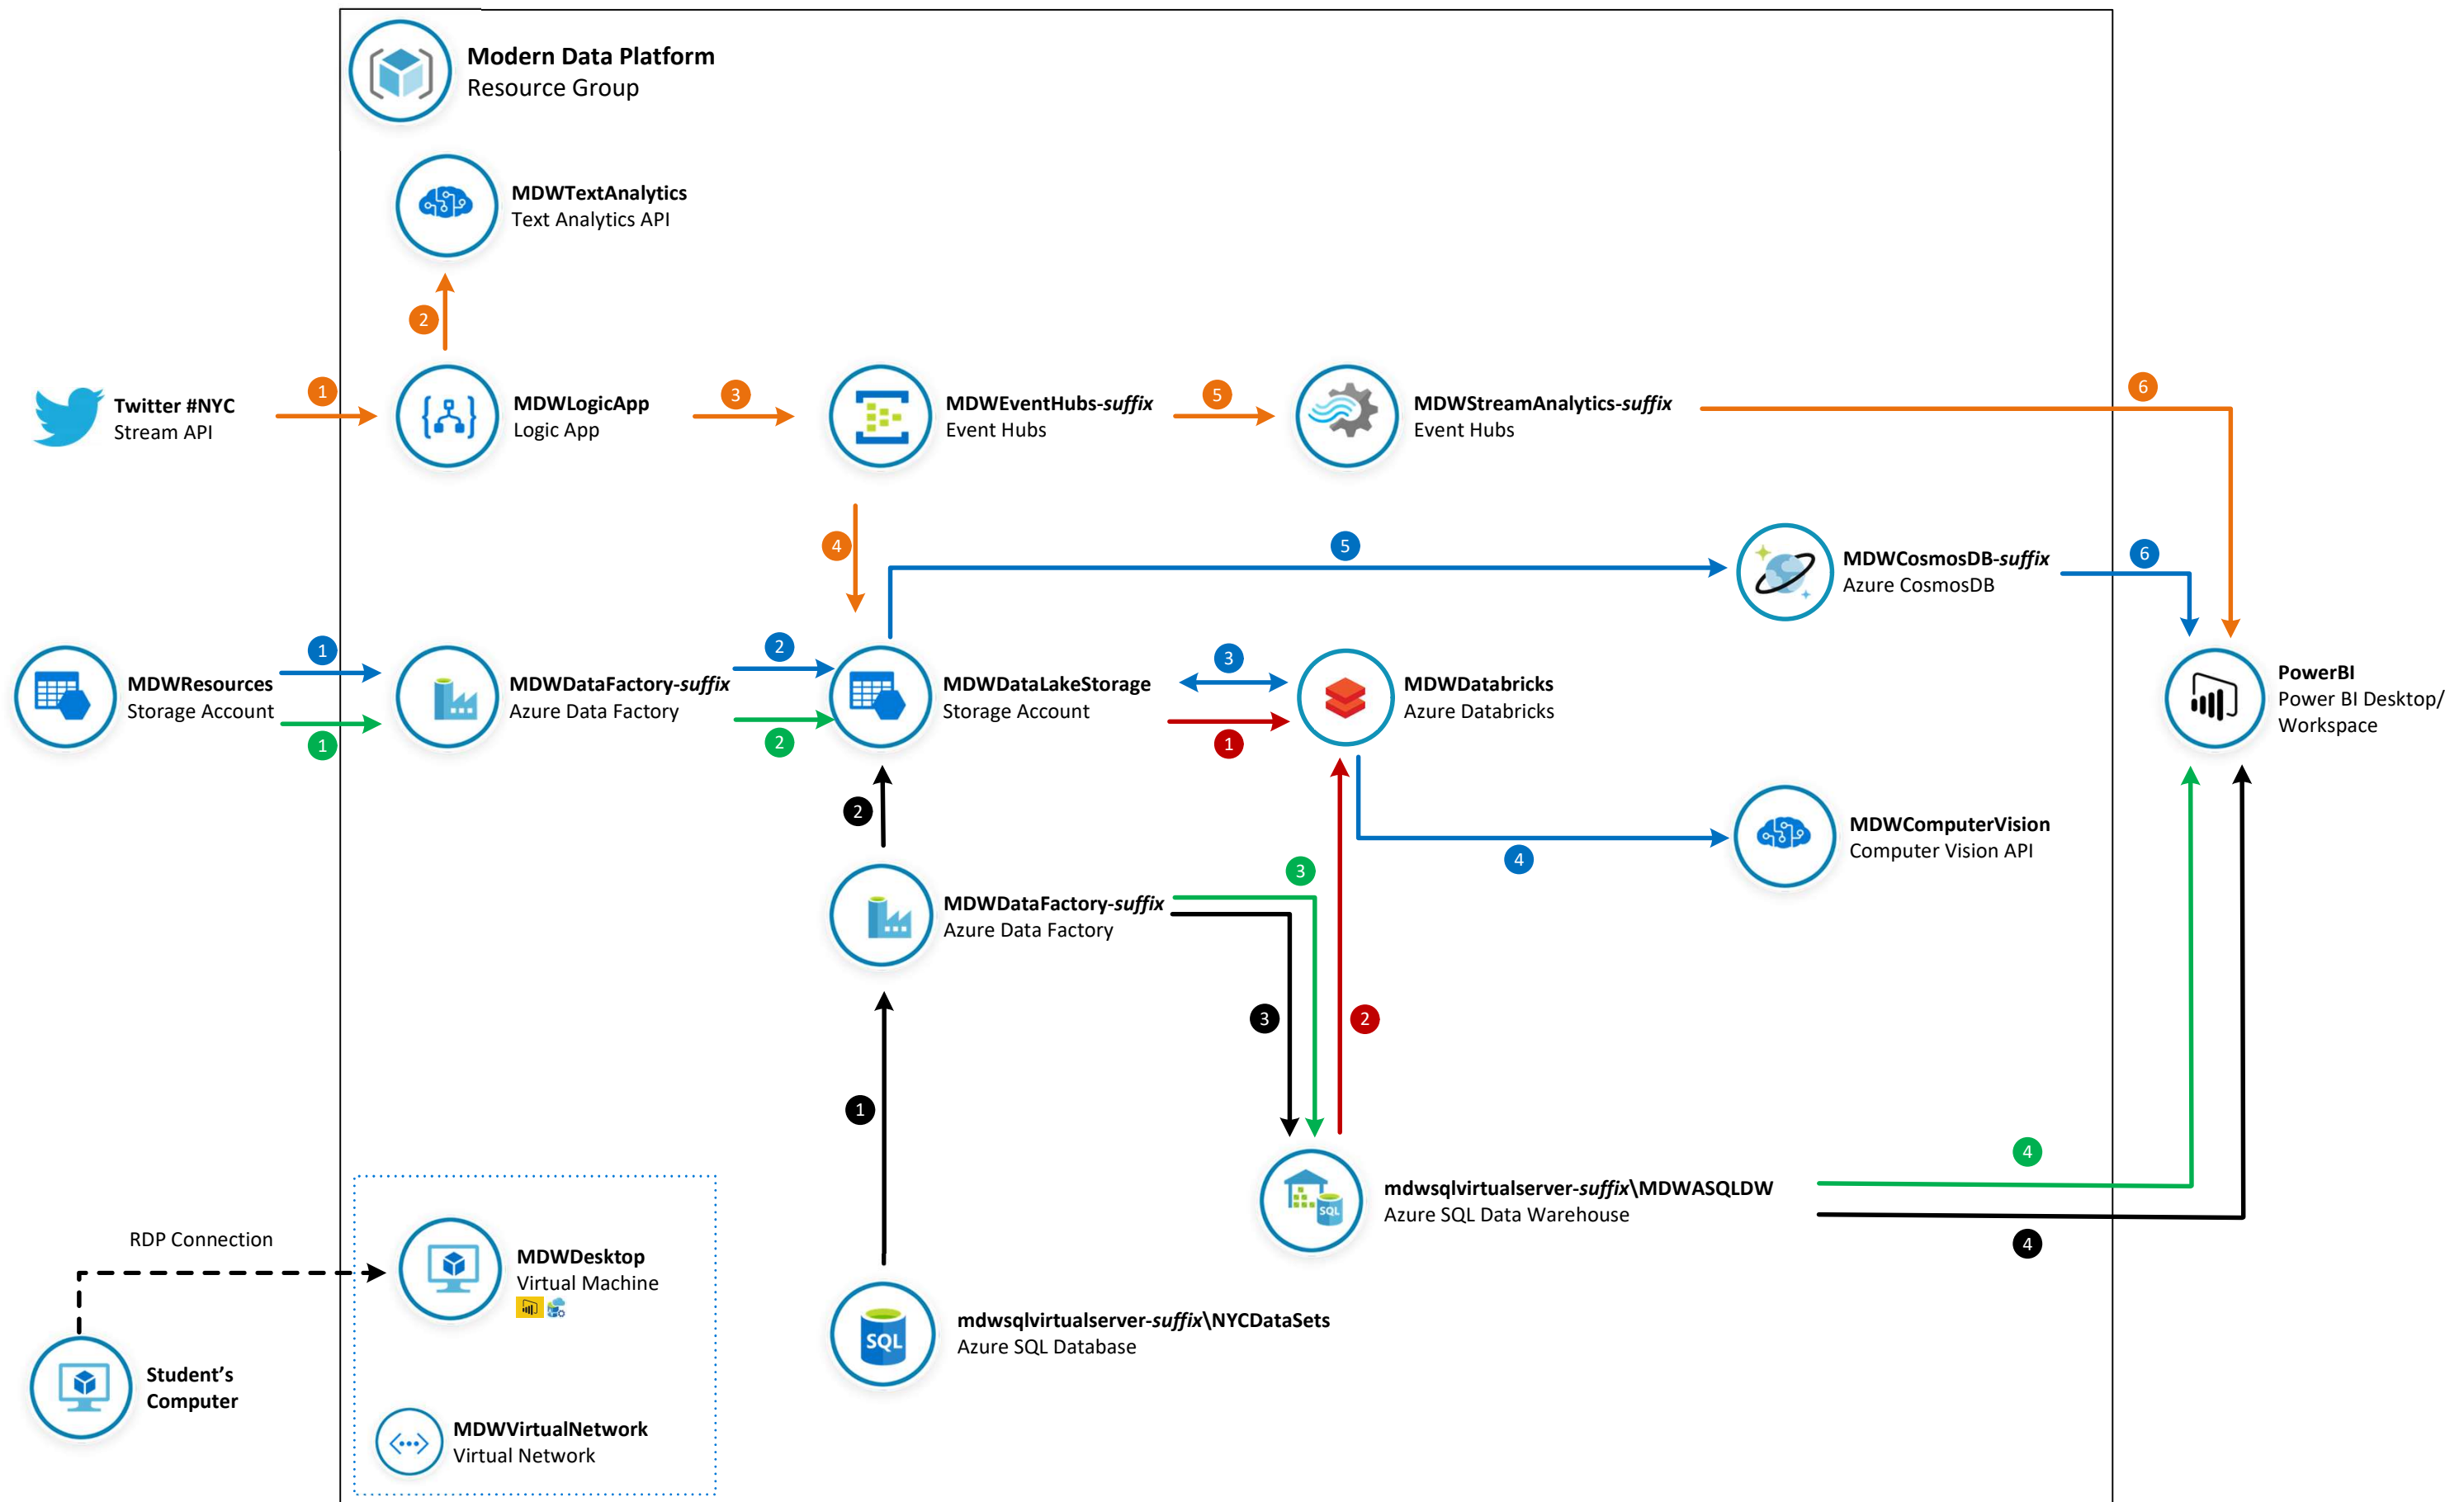 Modern Data Platform
Resource Group
MDWTextAnalytics
Text Analytics API
2
1
3
5
6
Twitter #NYC
Stream API
MDWLogicApp
Logic App
MDWEventHubs-suffix
Event Hubs
MDWStreamAnalytics-suffix
Event Hubs
4
5
6
MDWCosmosDB-suffix
Azure CosmosDB
1
2
3
MDWResources
Storage Account
MDWDataFactory-suffix
Azure Data Factory
MDWDataLakeStorage
Storage Account
MDWDatabricks
Azure Databricks
PowerBI
Power BI Desktop/
Workspace
1
2
1
2
MDWComputerVision
Computer Vision API
4
3
MDWDataFactory-suffix
Azure Data Factory
3
2
1
4
mdwsqlvirtualserver-suffix\MDWASQLDW
Azure SQL Data Warehouse
SQL
4
RDP Connection
MDWDesktop
Virtual Machine
SQL
mdwsqlvirtualserver-suffix\NYCDataSets
Azure SQL Database
Student’s
Computer
MDWVirtualNetwork
Virtual Network